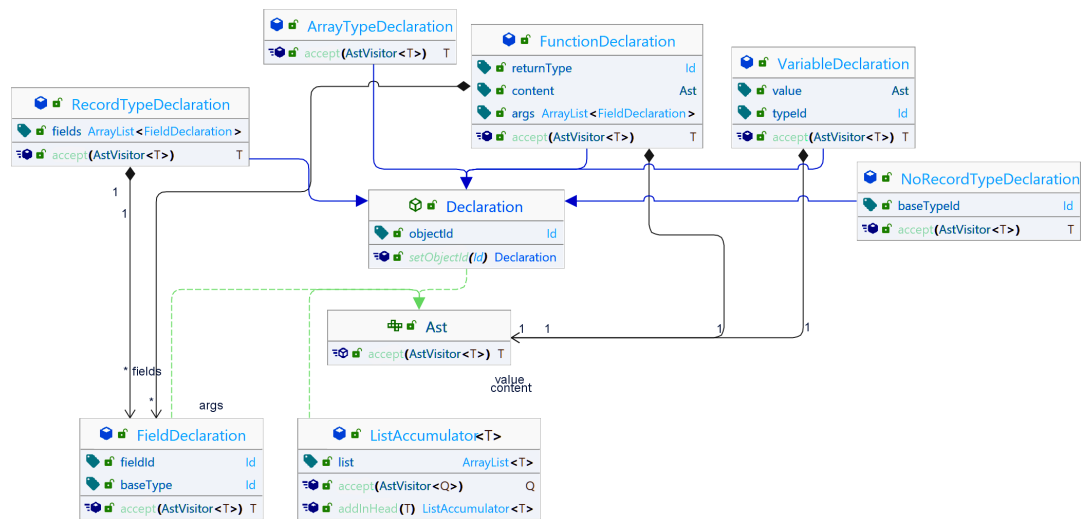 ArrayTypeDeclaration
accept(AstVisitor<T>) T
FunctionDeclaration
returnType Id
content Ast
args ArrayList<FieldDeclaration>
accept(AstVisitor<T>) T
VariableDeclaration
value Ast
typeId Id
accept(AstVisitor<T>) T
RecordTypeDeclaration
fields ArrayList<FieldDeclaration>
accept(AstVisitor<T>) T
NoRecordTypeDeclaration
baseTypeId Id
accept(AstVisitor<T>) T
1
1
Declaration
objectId Id
setObjectId(Id) Declaration
Ast
accept(AstVisitor<T>) T
1 1 1 1
* fields
value
content
*
args
FieldDeclaration
fieldId Id
baseType Id
accept(AstVisitor<T>) T
ListAccumulator<T>
list ArrayList<T>
accept(AstVisitor<Q>) Q
addInHead(T) ListAccumulator<T>